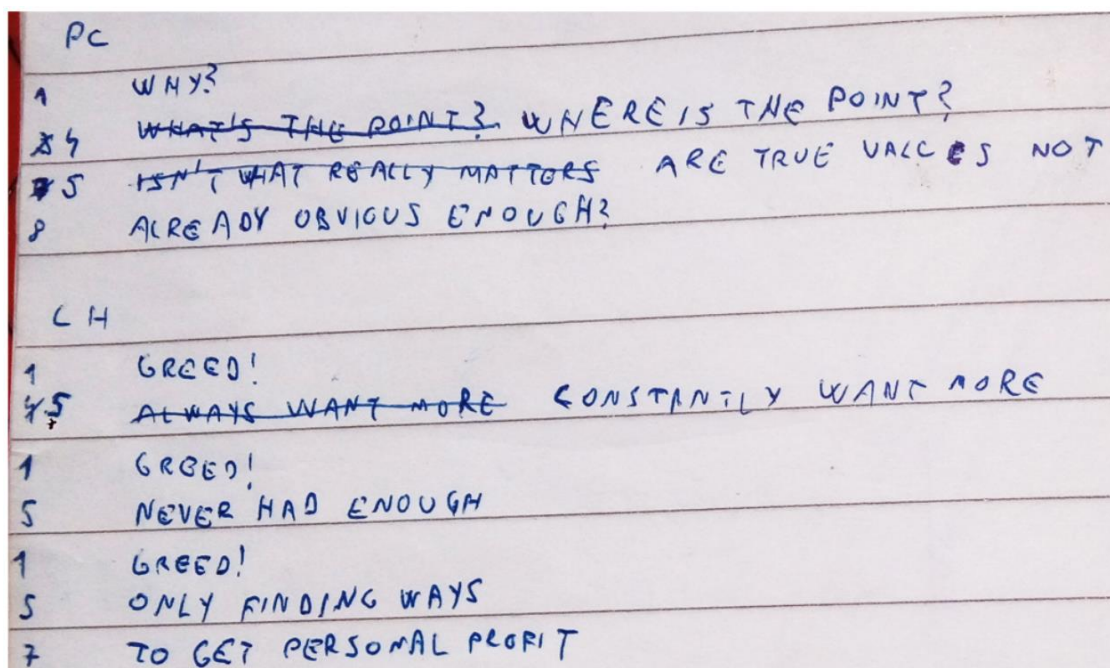 PC
1 WHY?
4 WHAT'S THE POINT? WHERE IS THE POINT?
5 ISN'T WHAT REALLY MATTERS ARE TRUE VALUES NOT
8 ALREADY OBVIOUS ENOUGH?
CH
1 GREED!
4 5 ALWAYS WANT MORE CONSTANTLY WANT MORE
1 GREED!
5 NEVER HAD ENOUGH
1 GREED!
5 ONLY FINDING WAYS
7 TO GET PERSONAL PROFIT